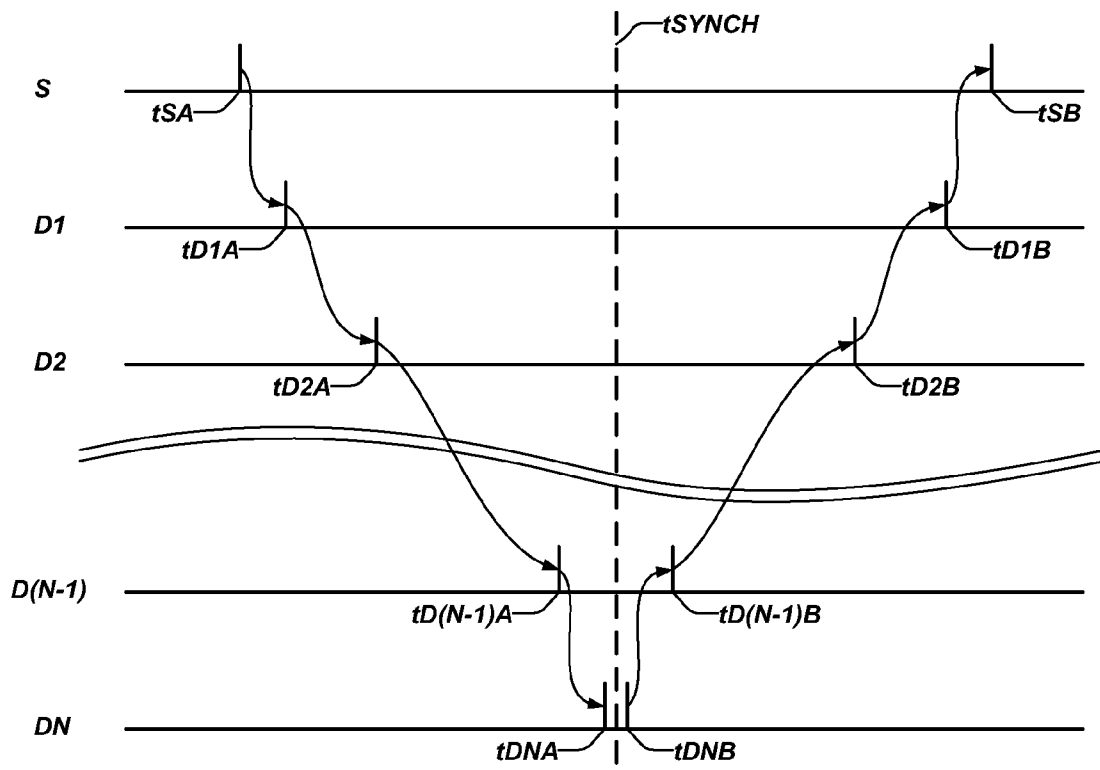 tSYNCH
S
tSA
tSB
D1
tD1A
tD1B
D2
tD2A
tD2B
D(N-1)
tD(N-1)A
tD(N-1)B
DN
tDNA
tDNB